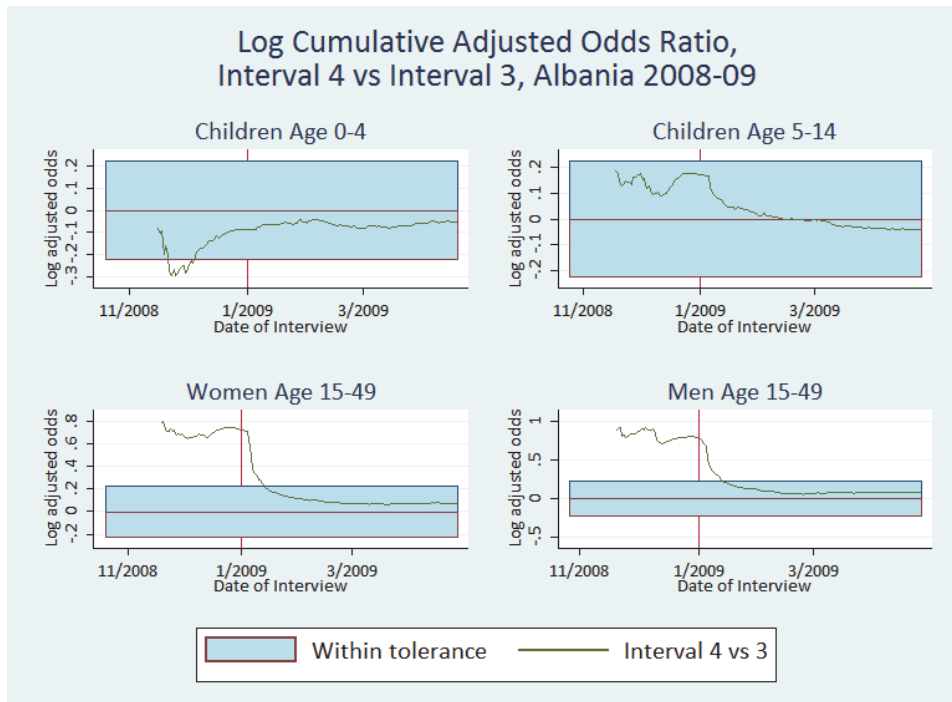 Log Cumulative Adjusted Odds Ratio,
Interval 4 vs Interval 3, Albania 2008-09
Children Age 0-4
Log adjusted odds
-.3 -.2 -.1 0 .1 .2
11/2008 1/2009 3/2009
Date of Interview
Children Age 5-14
Log adjusted odds
-.2 -.1 0 .1 .2
11/2008 1/2009 3/2009
Date of Interview
Women Age 15-49
Log adjusted odds
-.2 0 .2 .4 .6 .8
11/2008 1/2009 3/2009
Date of Interview
Men Age 15-49
Log adjusted odds
-.5 0 .5 1
11/2008 1/2009 3/2009
Date of Interview
Within tolerance Interval 4 vs 3